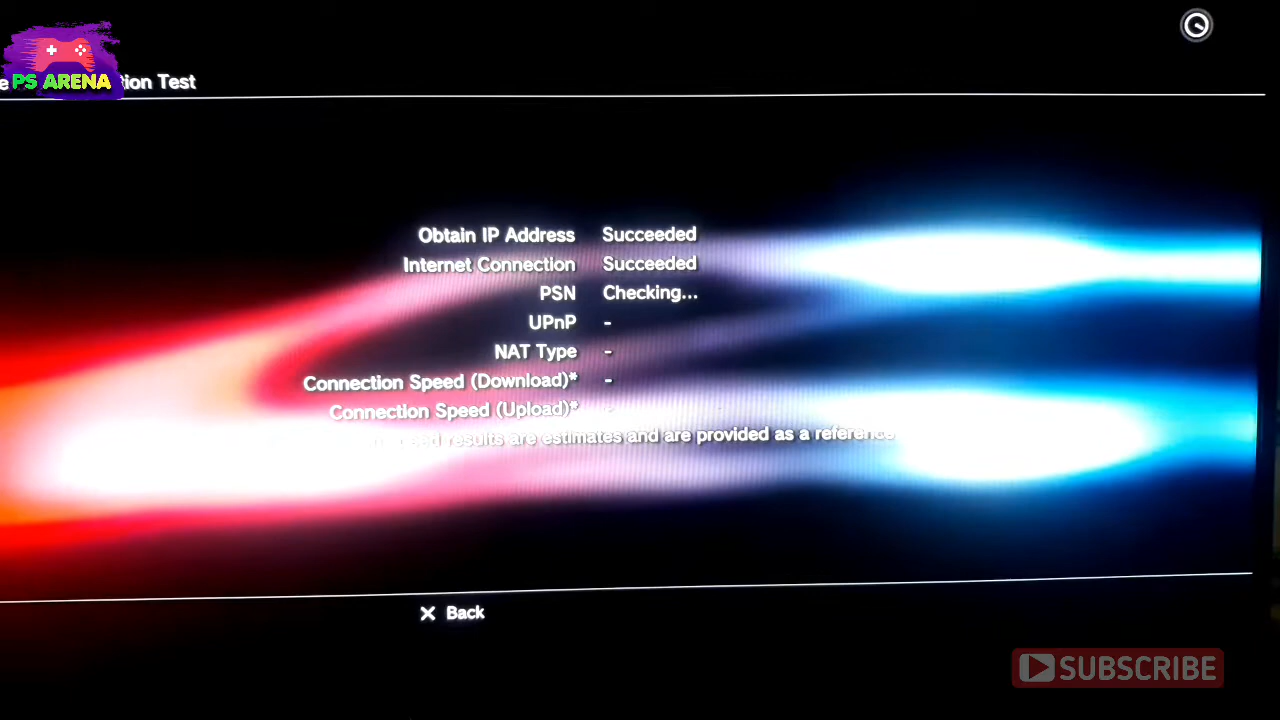 PS ARENA
tion Test
Obtain IP Address Succeeded
Internet Connection Succeeded
PSN Checking...
UPnP -
NAT Type -
Connection Speed (Download)* -
Connection Speed (Upload)* -
results are estimates and are provided as a reference
Back
SUBSCRIBE